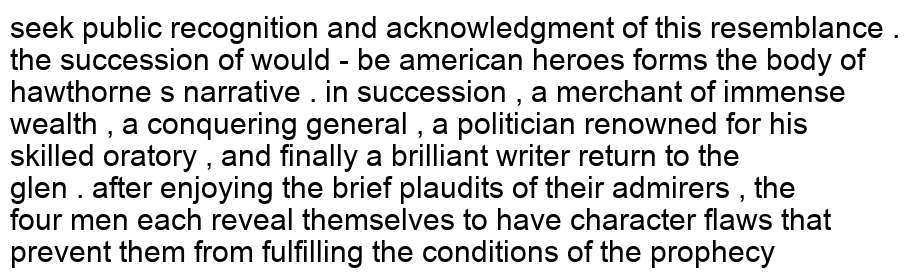 seek public recognition and acknowledgment of this resemblance .
the succession of would - be american heroes forms the body of
hawthorne s narrative . in succession , a merchant of immense
wealth , a conquering general , a politician renowned for his
skilled oratory , and finally a brilliant writer return to the
glen . after enjoying the brief plaudits of their admirers , the
four men each reveal themselves to have character flaws that
prevent them from fulfilling the conditions of the prophecy